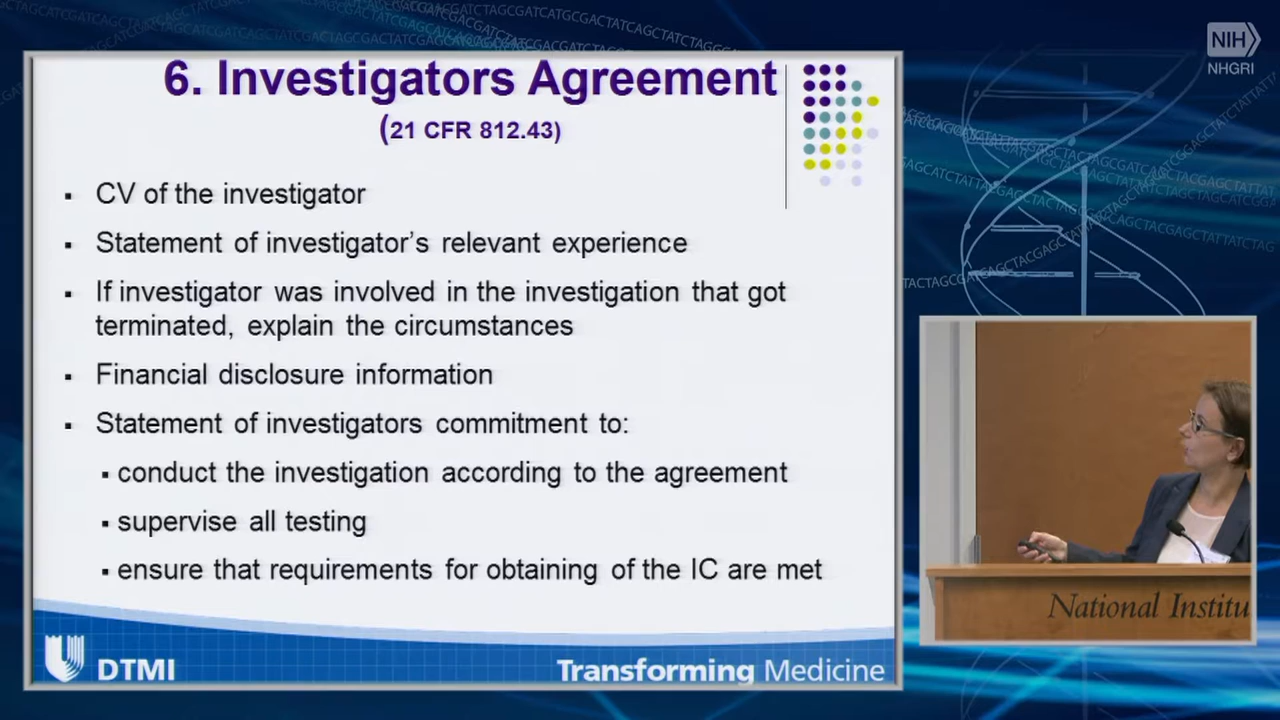 NIH
NHGRI
6. Investigators Agreement
(21 CFR 812.43)
▪ CV of the investigator
▪ Statement of investigator's relevant experience
▪ If investigator was involved in the investigation that got
terminated, explain the circumstances
▪ Financial disclosure information
▪ Statement of investigators commitment to:
▪ conduct the investigation according to the agreement
▪ supervise all testing
▪ ensure that requirements for obtaining of the IC are met
DTMI
Transforming Medicine
National Institu